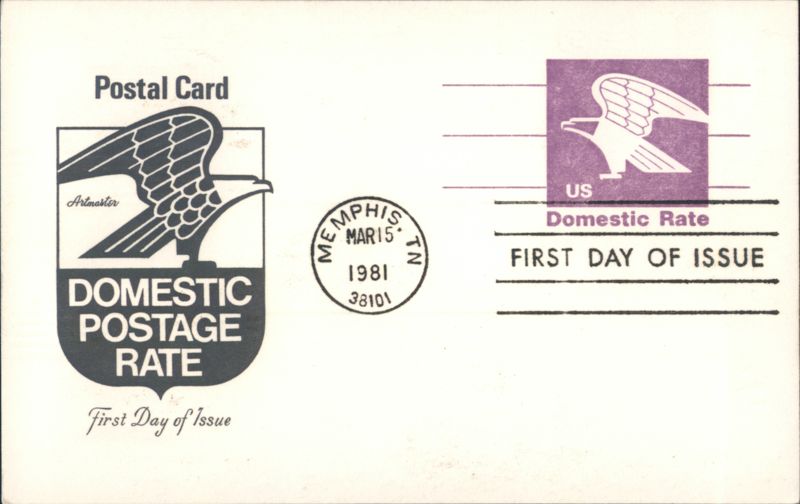 Postal Card
Artmaster
DOMESTIC
POSTAGE
RATE
First Day of Issue
MEMPHIS, TN
MAR 15
1981
38101
US
Domestic Rate
FIRST DAY OF ISSUE